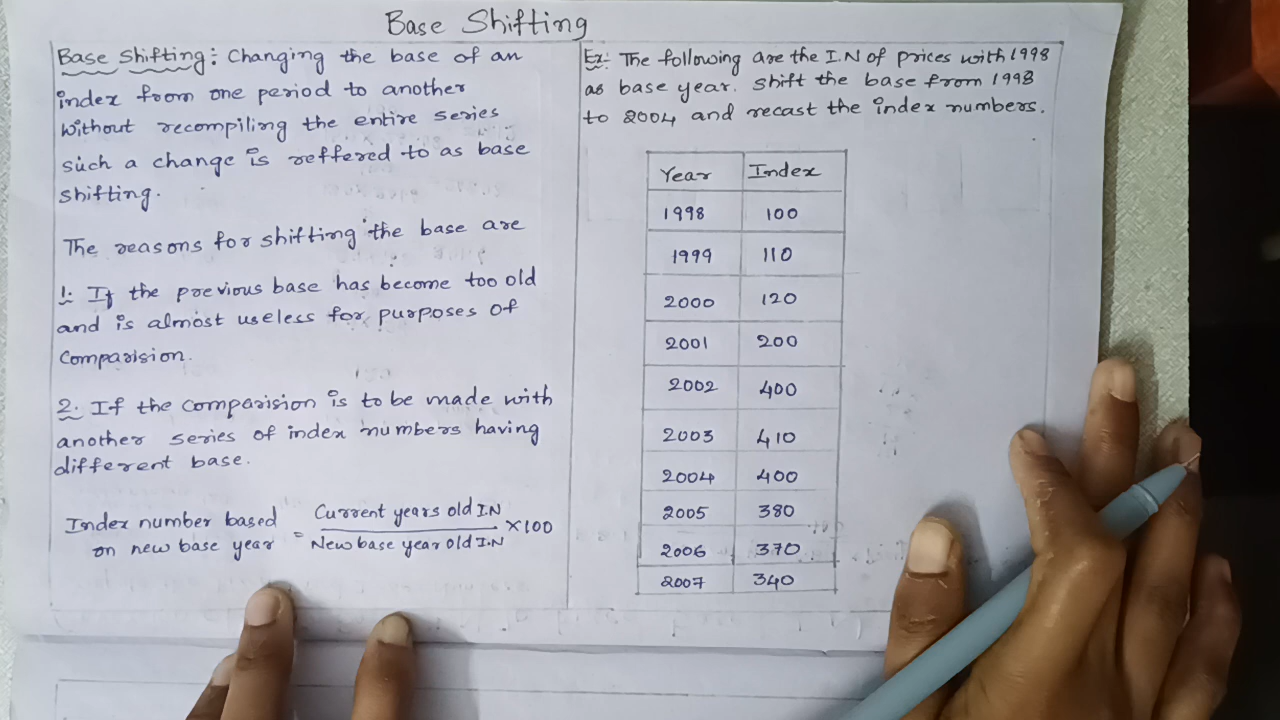 Base Shifting
Base Shifting: Changing the base of an
index from one period to another
without recompiling the entire series
such a change is reffered to as base
shifting.
The reasons for shifting the base are
1. If the previous base has become too old
and is almost useless for purposes of
Comparision.
2. If the comparision is to be made with
another series of index numbers having
different base.
Index number based on new base year = Current years old I.N / New base year old I.N × 100
Ex:- The following are the I.N of prices with 1998
as base year. Shift the base from 1998
to 2004 and recast the index numbers.
Year Index
1998 100
1999 110
2000 120
2001 200
2002 400
2003 410
2004 400
2005 380
2006 370
2007 340